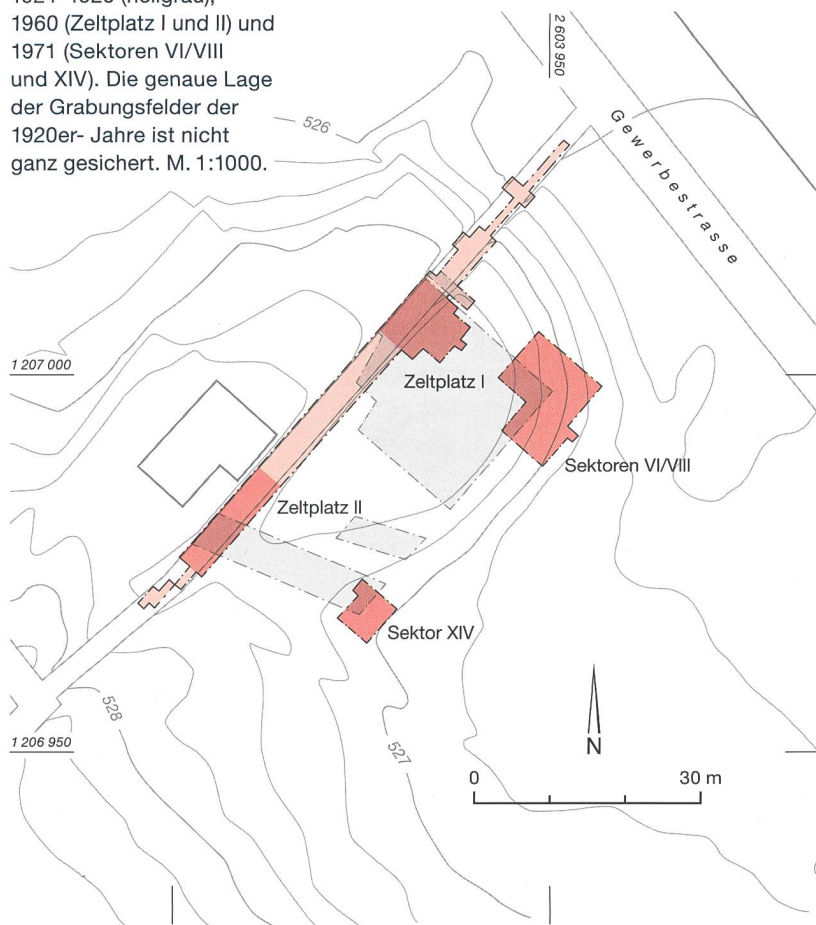 1960 (Zeltplatz I und II) und
1971 (Sektoren VI/VIII
und XIV). Die genaue Lage
der Grabungsfelder der
1920er- Jahre ist nicht
ganz gesichert. M. 1:1000.
2 603 950
526
Gewerbestrasse
1 207 000
Zeltplatz I
Sektoren VI/VIII
Zeltplatz II
Sektor XIV
528
1 206 950
527
N
0 30 m